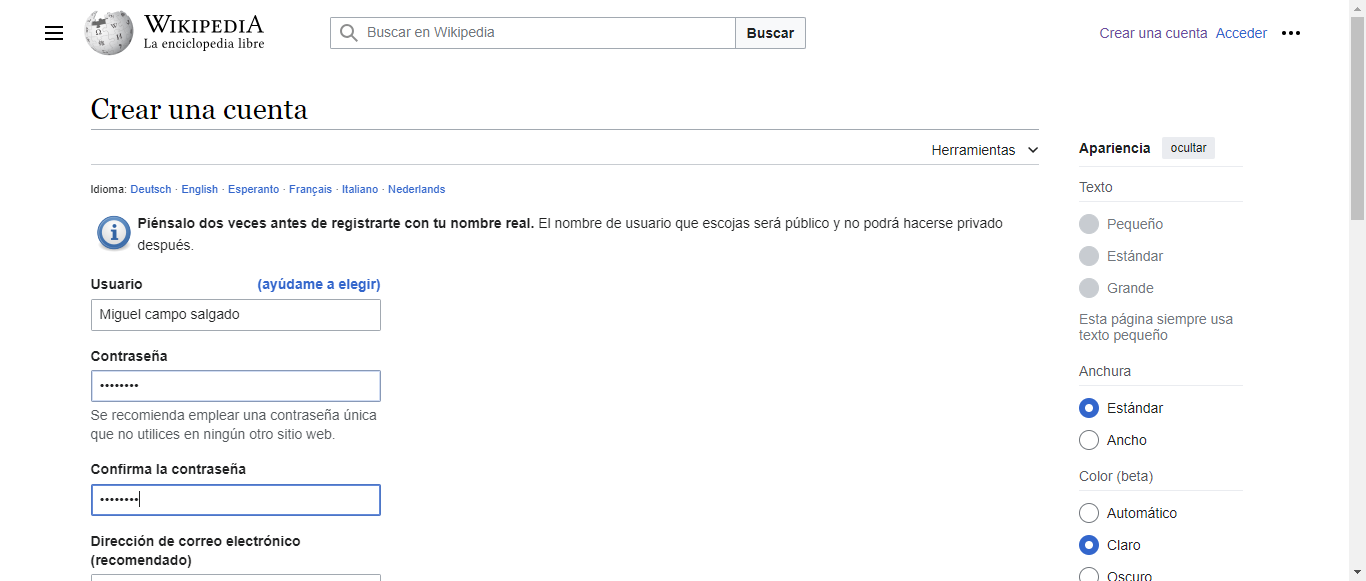 WIKIPEDIA
La enciclopedia libre
Buscar en Wikipedia
Buscar
Crear una cuenta Acceder
Crear una cuenta
Herramientas
Idioma: Deutsch · English · Esperanto · Français · Italiano · Nederlands
Piénsalo dos veces antes de registrarte con tu nombre real. El nombre de usuario que escojas será público y no podrá hacerse privado
después.
Usuario (ayúdame a elegir)
Miguel campo salgado
Contraseña
••••••••
Se recomienda emplear una contraseña única
que no utilices en ningún otro sitio web.
Confirma la contraseña
••••••••
Dirección de correo electrónico
(recomendado)
Apariencia ocultar
Texto
Pequeño
Estándar
Grande
Esta página siempre usa
texto pequeño
Anchura
Estándar
Ancho
Color (beta)
Automático
Claro
Oscuro